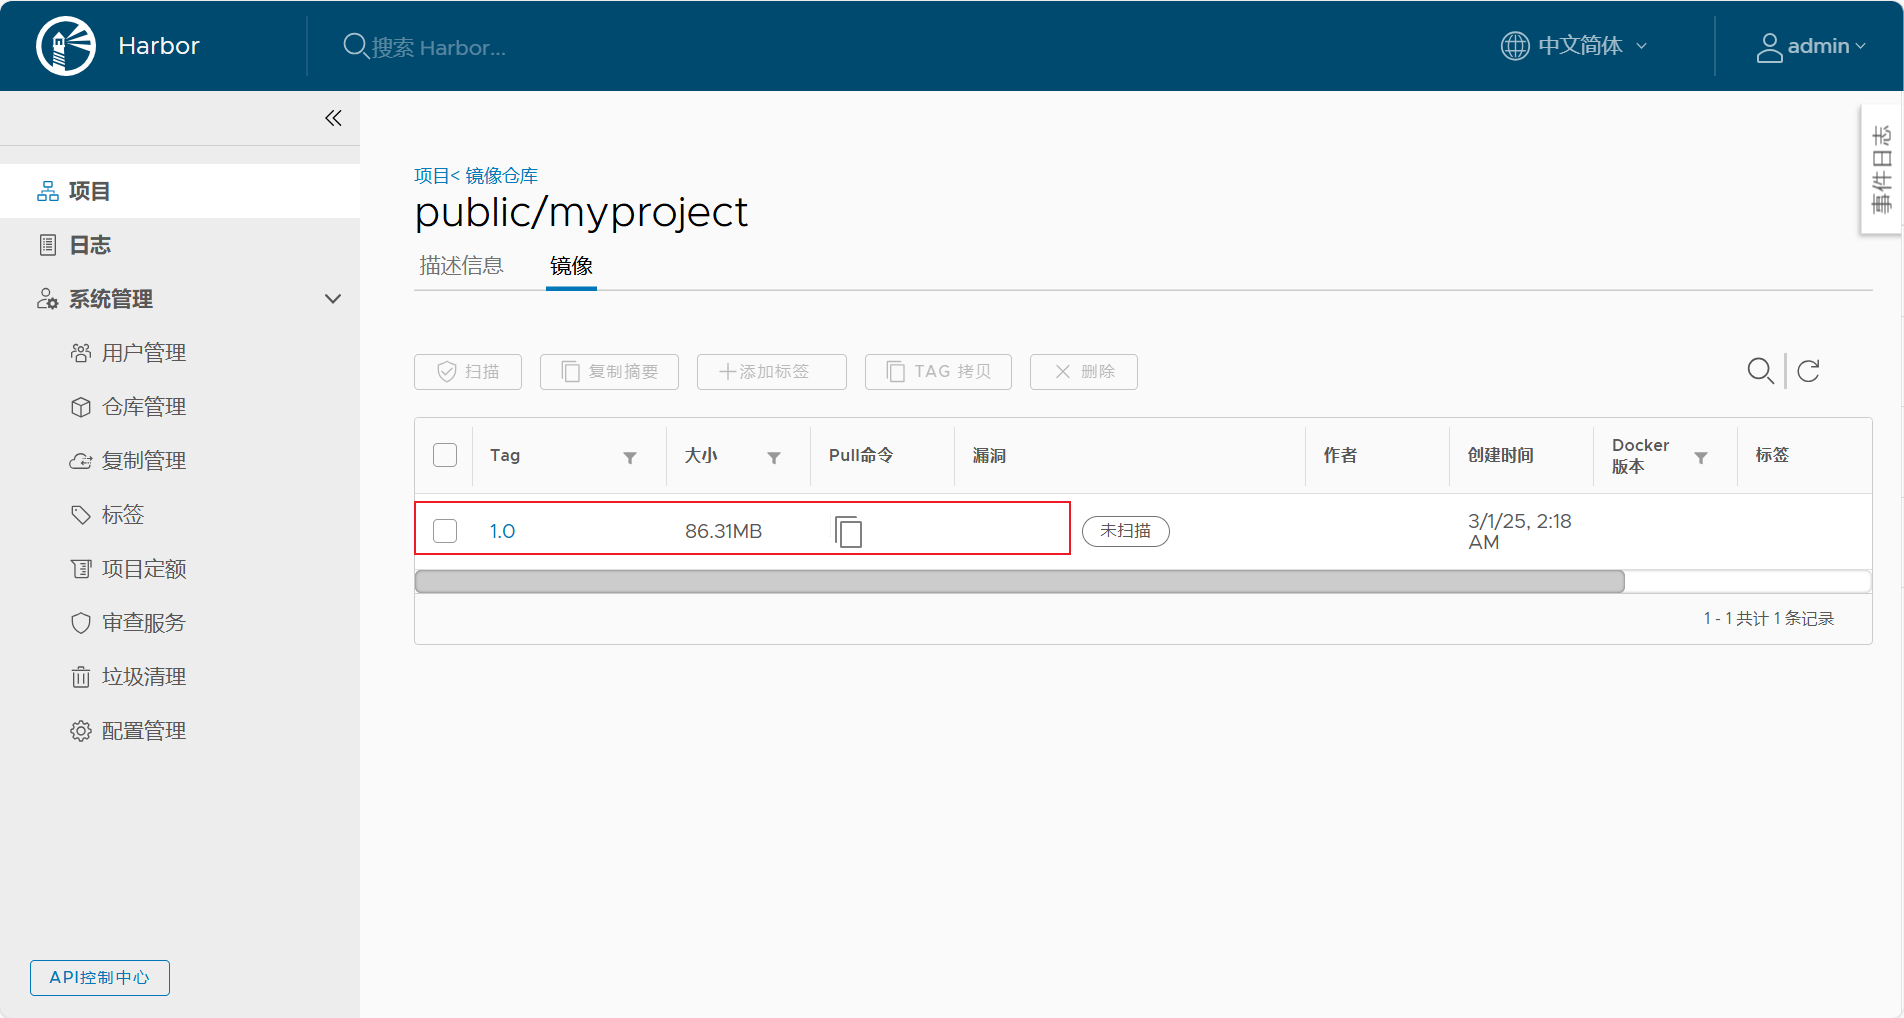 Harbor
搜索 Harbor...
中文简体
admin
事件日志
项目
日志
系统管理
用户管理
仓库管理
复制管理
标签
项目定额
审查服务
垃圾清理
配置管理
API控制中心
项目< 镜像仓库
public/myproject
描述信息 镜像
扫描 复制摘要 +添加标签 TAG 拷贝 × 删除
Tag 大小 Pull命令 漏洞 作者 创建时间 Docker 版本 标签
1.0 86.31MB 未扫描 3/1/25, 2:18 AM
1 - 1 共计 1 条记录